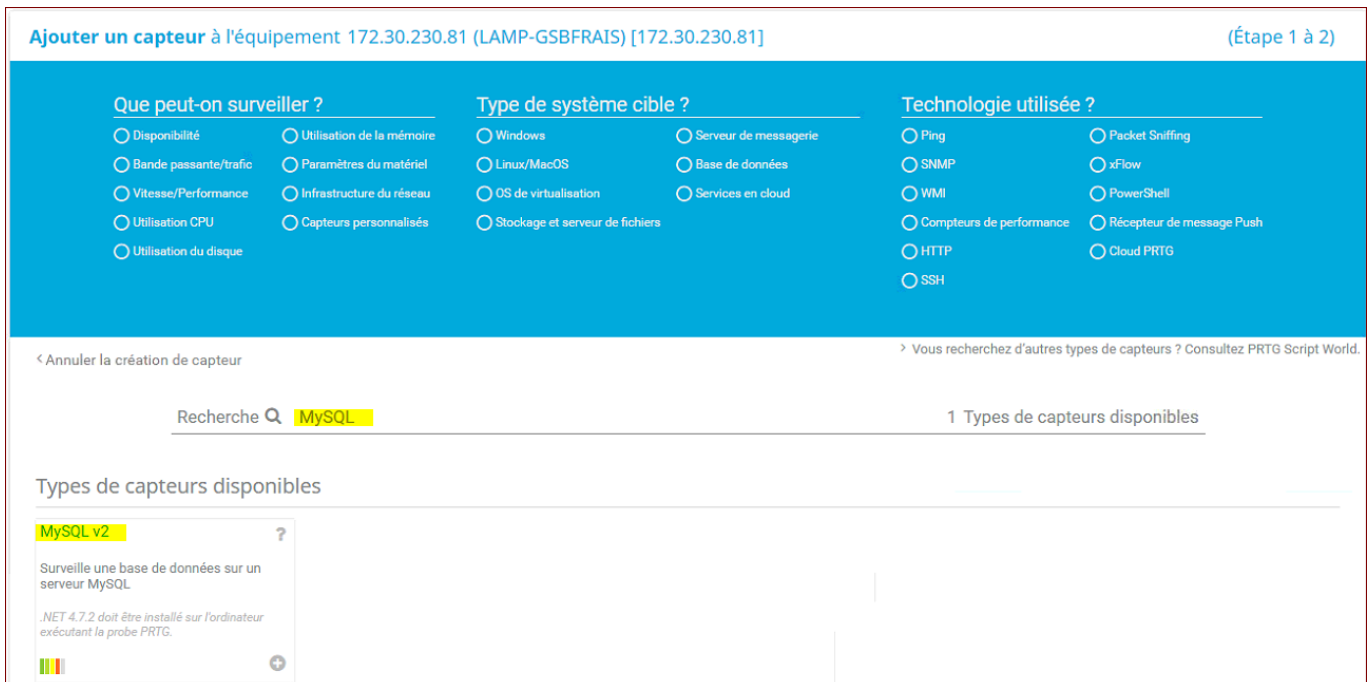 Ajouter un capteur à l'équipement 172.30.230.81 (LAMP-GSBFRAIS) [172.30.230.81] (Étape 1 à 2)
Que peut-on surveiller ?
Disponibilité
Bande passante/trafic
Vitesse/Performance
Utilisation CPU
Utilisation du disque
Utilisation de la mémoire
Paramètres du matériel
Infrastructure du réseau
Capteurs personnalisés
Type de système cible ?
Windows
Linux/MacOS
OS de virtualisation
Stockage et serveur de fichiers
Serveur de messagerie
Base de données
Services en cloud
Technologie utilisée ?
Ping
SNMP
WMI
Compteurs de performance
HTTP
SSH
Packet Sniffing
xFlow
PowerShell
Récepteur de message Push
Cloud PRTG
< Annuler la création de capteur
> Vous recherchez d'autres types de capteurs ? Consultez PRTG Script World.
Recherche MySQL
1 Types de capteurs disponibles
Types de capteurs disponibles
MySQL v2 ?
Surveille une base de données sur un
serveur MySQL
.NET 4.7.2 doit être installé sur l'ordinateur
exécutant la probe PRTG.